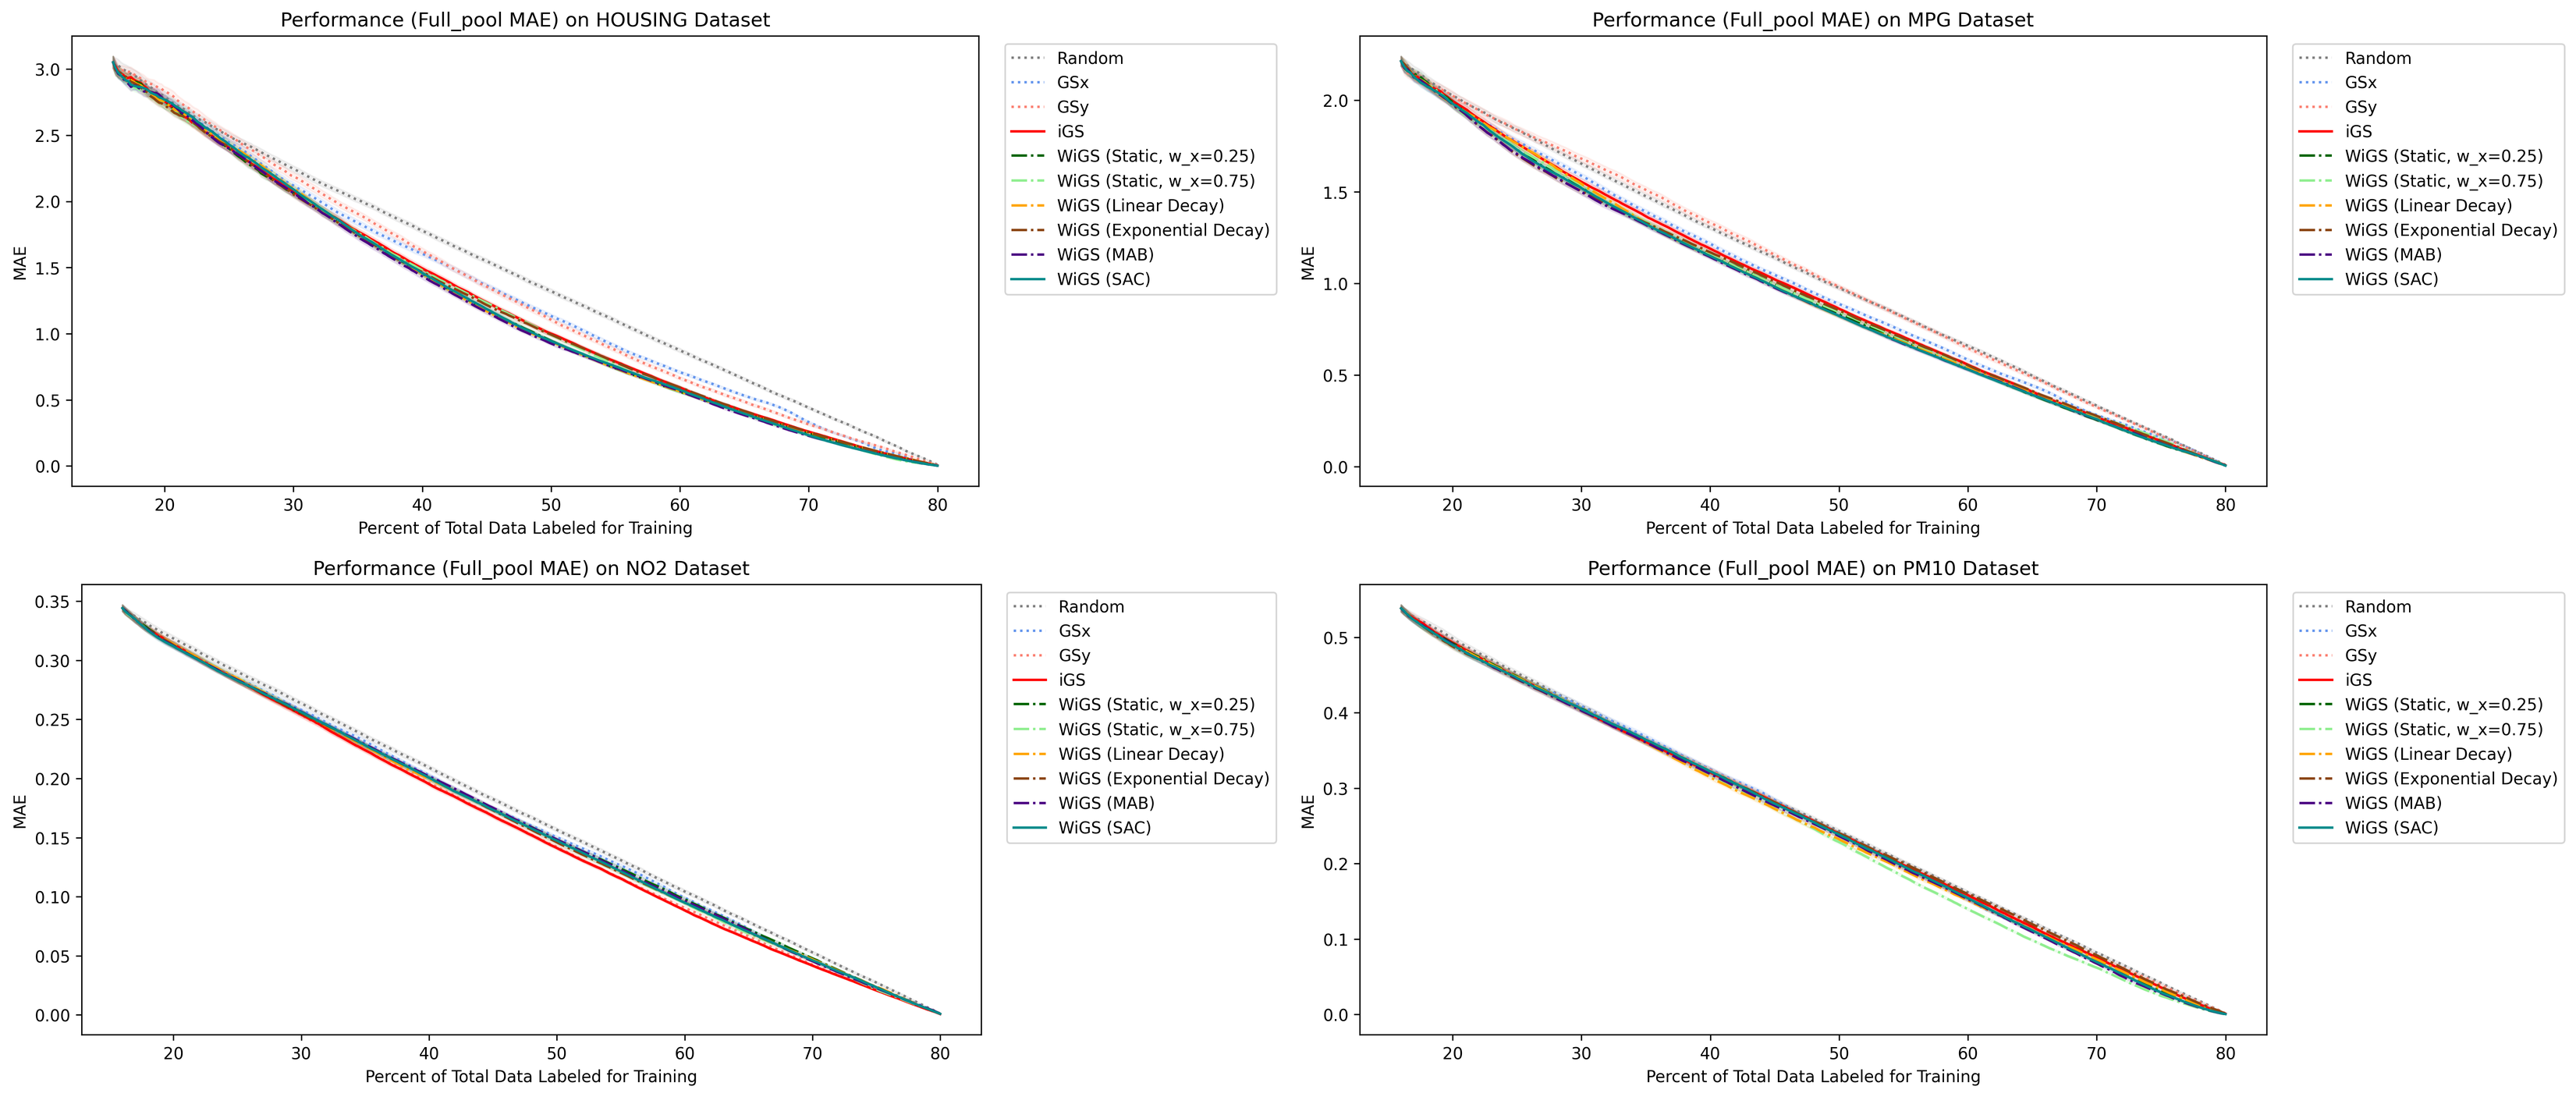 Performance (Full_pool MAE) on HOUSING Dataset
MAE
3.0
2.5
2.0
1.5
1.0
0.5
0.0
20 30 40 50 60 70 80
Percent of Total Data Labeled for Training
Random
GSx
GSy
iGS
WiGS (Static, w_x=0.25)
WiGS (Static, w_x=0.75)
WiGS (Linear Decay)
WiGS (Exponential Decay)
WiGS (MAB)
WiGS (SAC)
Performance (Full_pool MAE) on MPG Dataset
MAE
2.0
1.5
1.0
0.5
0.0
20 30 40 50 60 70 80
Percent of Total Data Labeled for Training
Random
GSx
GSy
iGS
WiGS (Static, w_x=0.25)
WiGS (Static, w_x=0.75)
WiGS (Linear Decay)
WiGS (Exponential Decay)
WiGS (MAB)
WiGS (SAC)
Performance (Full_pool MAE) on NO2 Dataset
MAE
0.35
0.30
0.25
0.20
0.15
0.10
0.05
0.00
20 30 40 50 60 70 80
Percent of Total Data Labeled for Training
Random
GSx
GSy
iGS
WiGS (Static, w_x=0.25)
WiGS (Static, w_x=0.75)
WiGS (Linear Decay)
WiGS (Exponential Decay)
WiGS (MAB)
WiGS (SAC)
Performance (Full_pool MAE) on PM10 Dataset
MAE
0.5
0.4
0.3
0.2
0.1
0.0
20 30 40 50 60 70 80
Percent of Total Data Labeled for Training
Random
GSx
GSy
iGS
WiGS (Static, w_x=0.25)
WiGS (Static, w_x=0.75)
WiGS (Linear Decay)
WiGS (Exponential Decay)
WiGS (MAB)
WiGS (SAC)